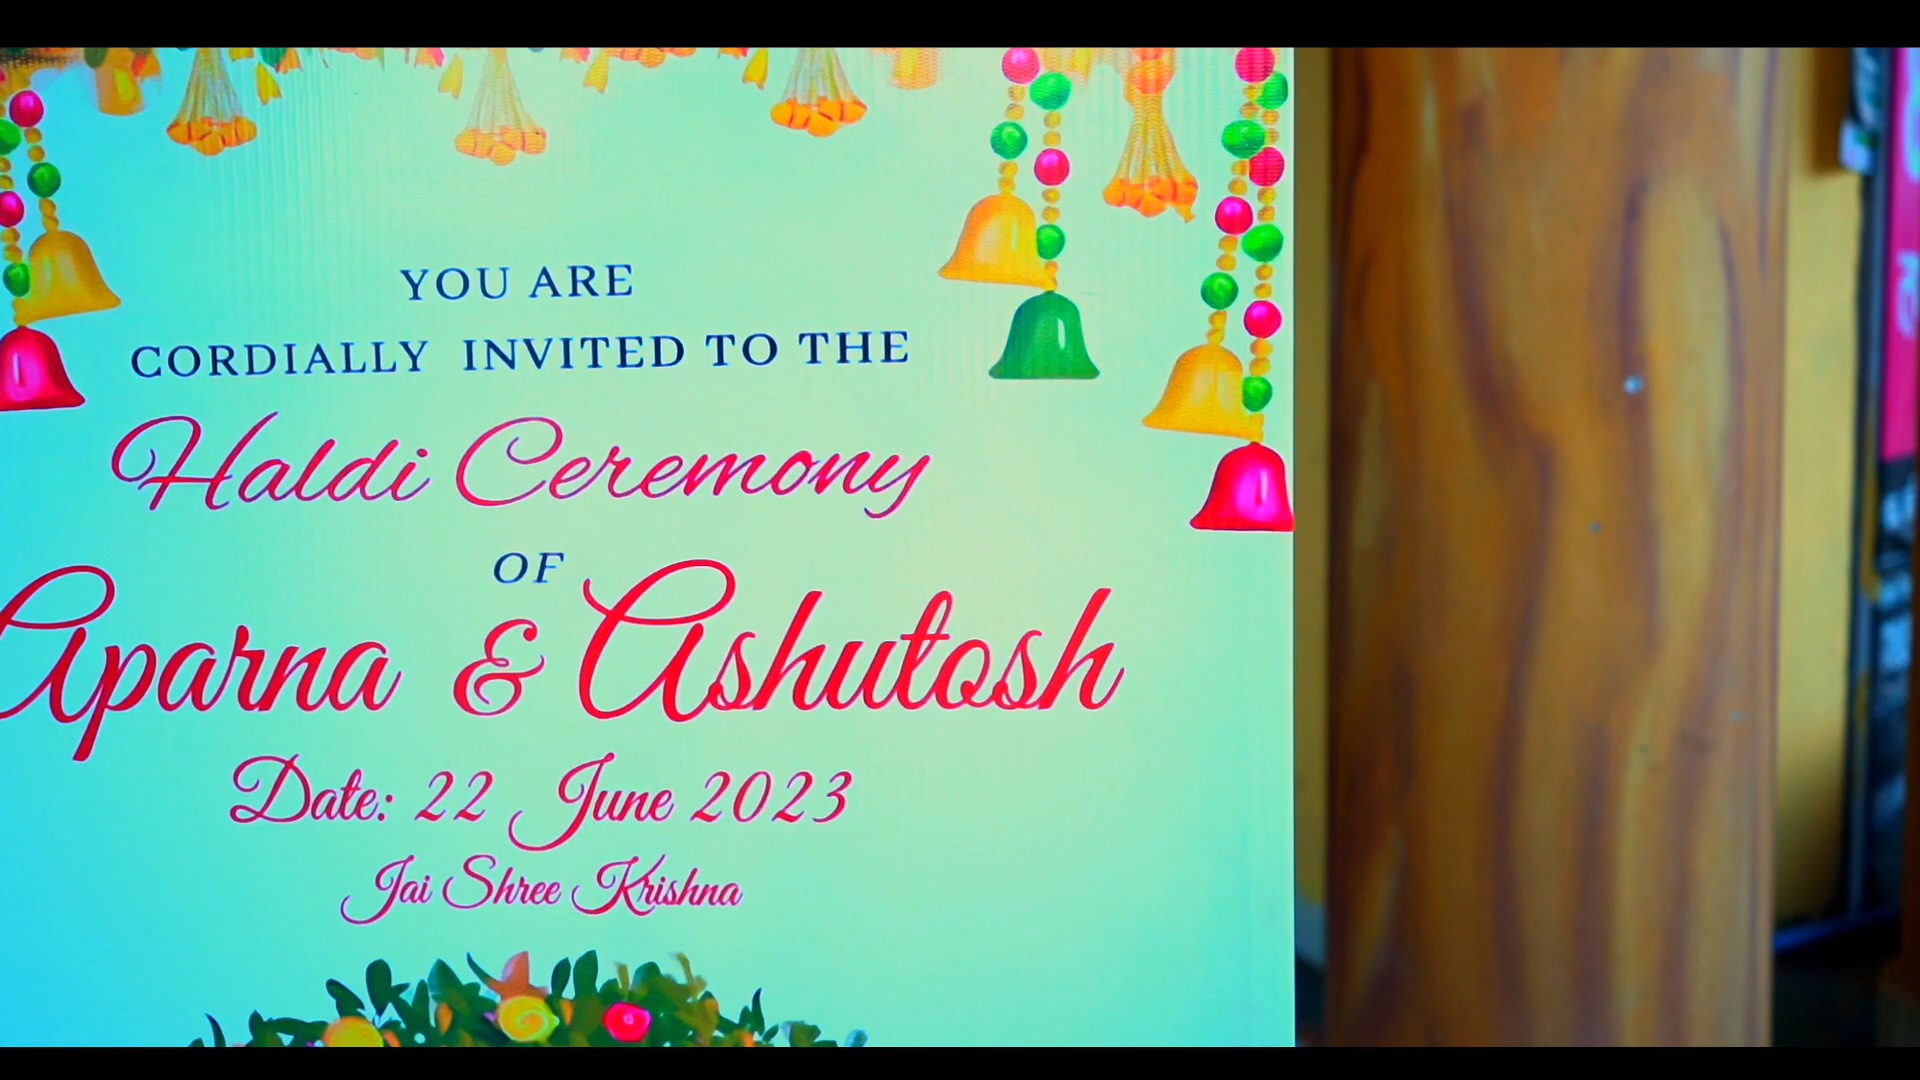 YOU ARE
CORDIALLY INVITED TO THE
Haldi Ceremony
OF
Aparna & Ashutosh
Date: 22 June 2023
Jai Shree Krishna